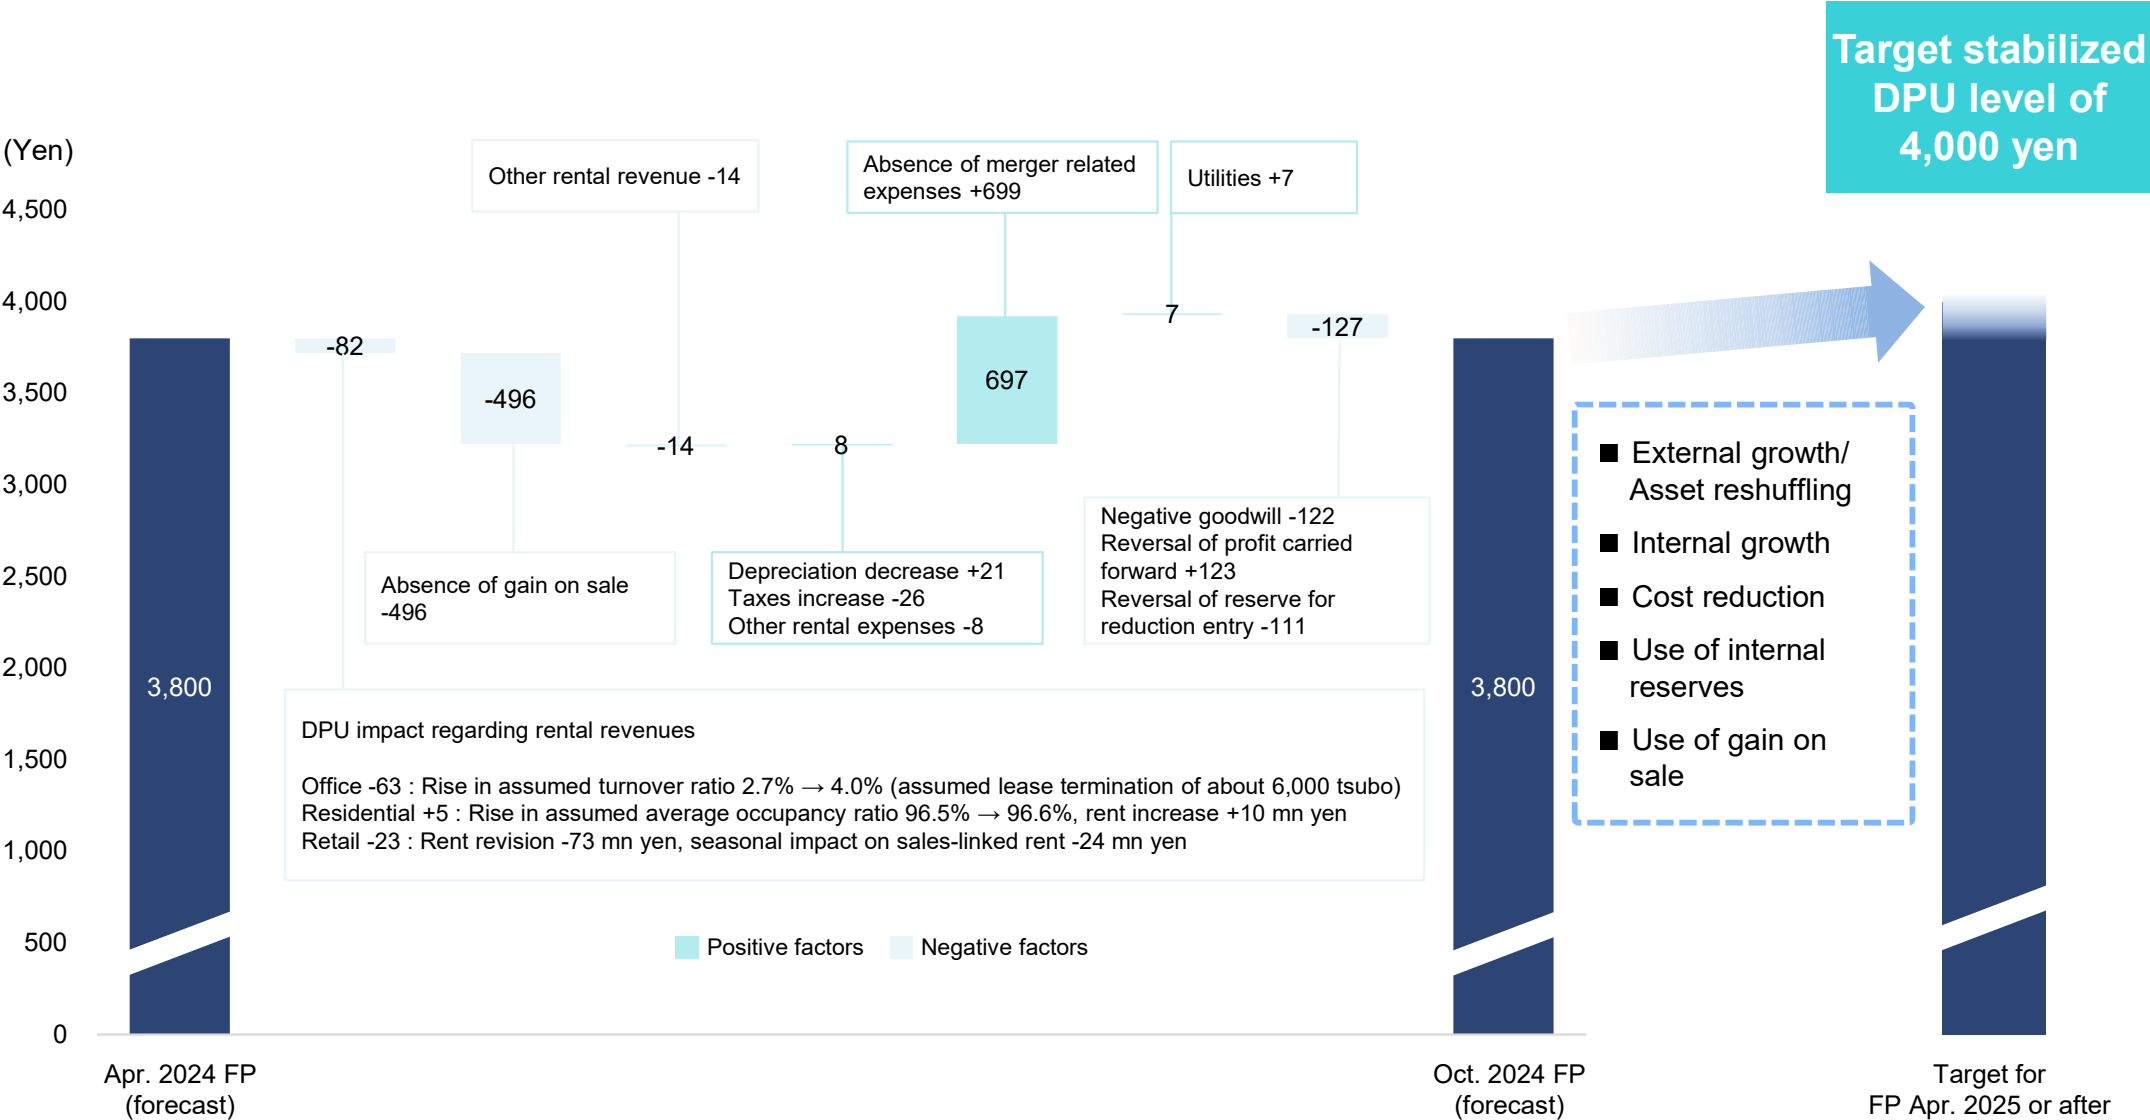 Target stabilized
DPU level of
4,000 yen
(Yen)
4,500
4,000
3,500
3,000
2,500
2,000
1,500
1,000
500
0
Other rental revenue -14
Absence of merger related
expenses +699
Utilities +7
-82
-496
-14
8
697
7
-127
Absence of gain on sale
-496
Depreciation decrease +21
Taxes increase -26
Other rental expenses -8
Negative goodwill -122
Reversal of profit carried
forward +123
Reversal of reserve for
reduction entry -111
3,800
3,800
DPU impact regarding rental revenues
Office -63 : Rise in assumed turnover ratio 2.7% → 4.0% (assumed lease termination of about 6,000 tsubo)
Residential +5 : Rise in assumed average occupancy ratio 96.5% → 96.6%, rent increase +10 mn yen
Retail -23 : Rent revision -73 mn yen, seasonal impact on sales-linked rent -24 mn yen
■ External growth/
Asset reshuffling
■ Internal growth
■ Cost reduction
■ Use of internal
reserves
■ Use of gain on
sale
Positive factors
Negative factors
Apr. 2024 FP
(forecast)
Oct. 2024 FP
(forecast)
Target for
FP Apr. 2025 or after